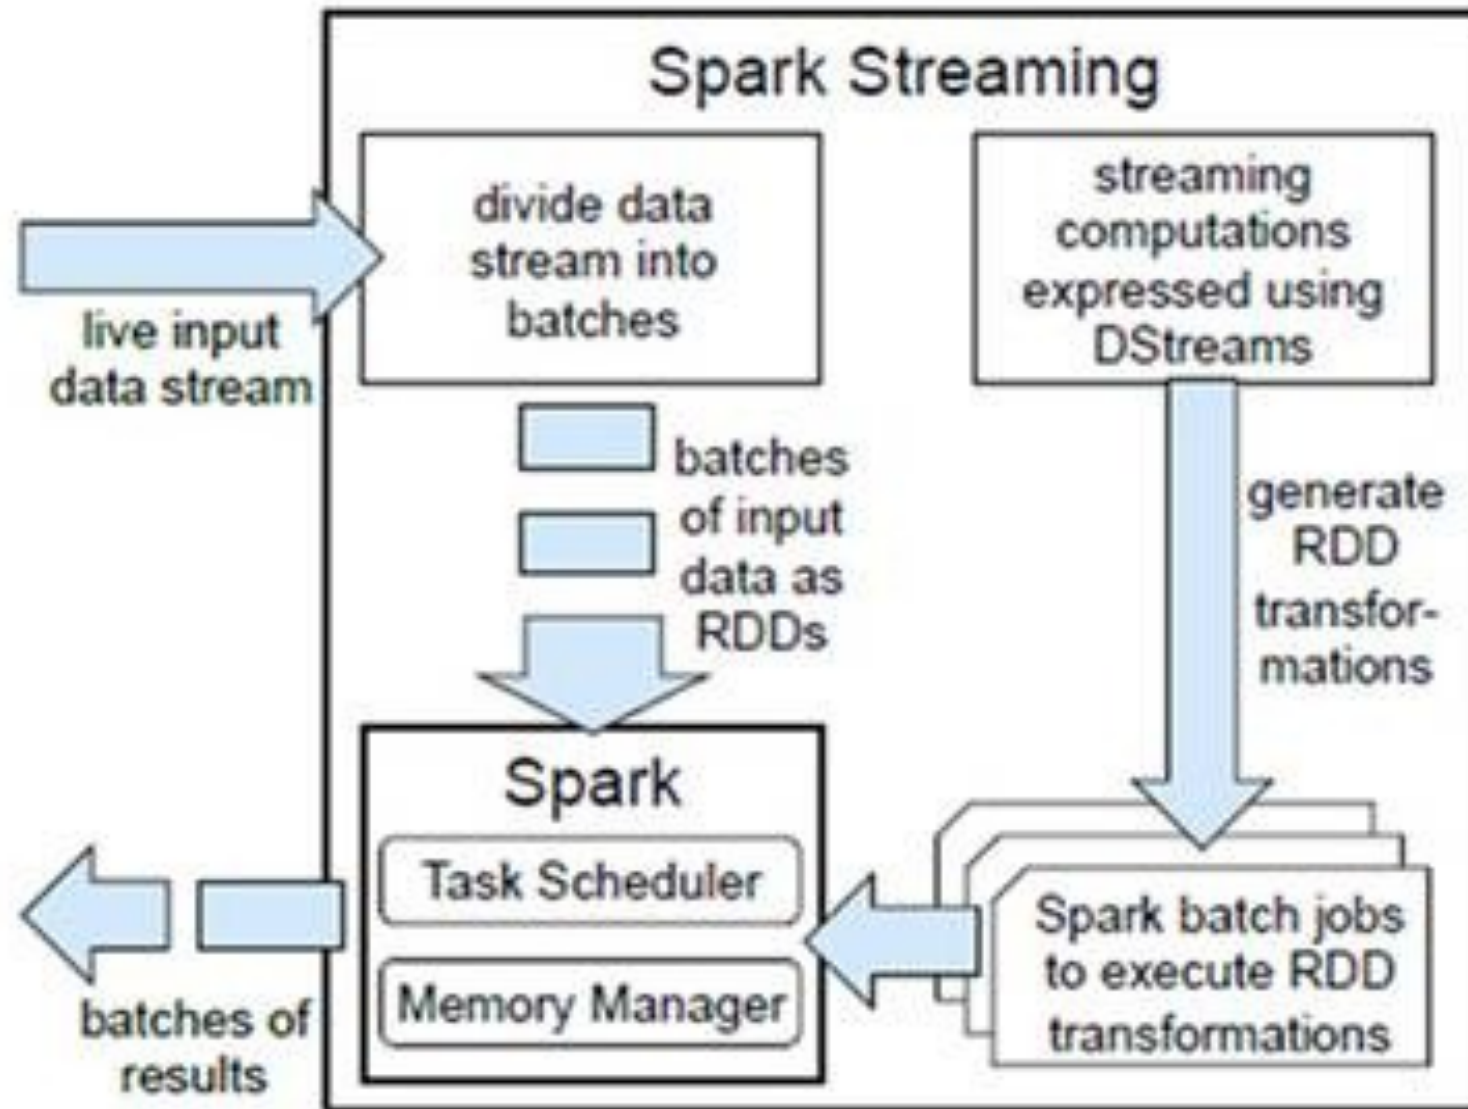 Spark Streaming
divide data
stream into
batches
streaming
computations
expressed using
DStreams
live input
data stream
batches
of input
data as
RDDs
generate
RDD
transfor-
mations
Spark
Task Scheduler
Memory Manager
Spark batch jobs
to execute RDD
transformations
batches of
results